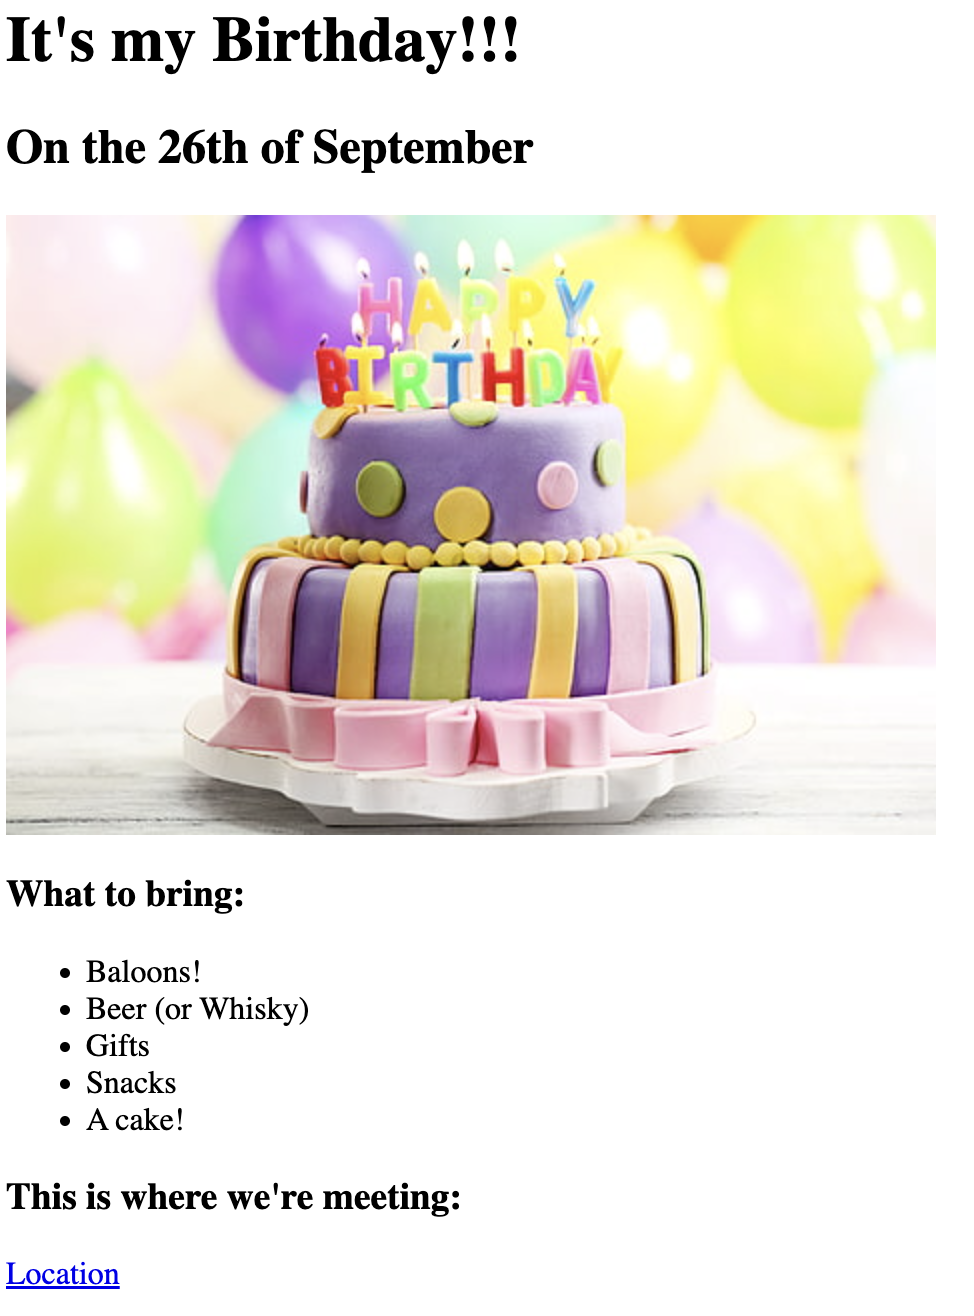 It's my Birthday!!!
On the 26th of September
HAPPY
BIRTHDAY
What to bring:
Baloons!
Beer (or Whisky)
Gifts
Snacks
A cake!
This is where we're meeting:
Location